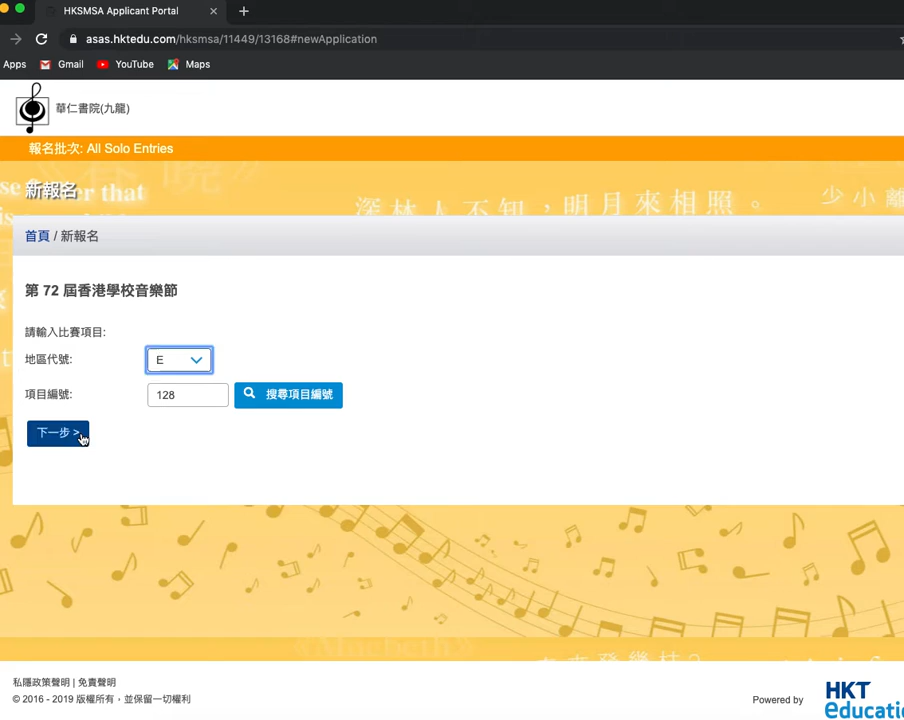 HKSMSA Applicant Portal
asas.hktedu.com/hksmsa/11449/13168#newApplication
Apps Gmail YouTube Maps
華仁書院(九龍)
報名批次: All Solo Entries
新報名
深林人不知，明月來相照。
少小離
首頁 / 新報名
第 72 屆香港學校音樂節
請輸入比賽項目:
地區代號: E
項目編號: 128 搜尋項目編號
下一步 >
私隱政策聲明 | 免責聲明
© 2016 - 2019 版權所有，並保留一切權利
Powered by
HKT
educatio